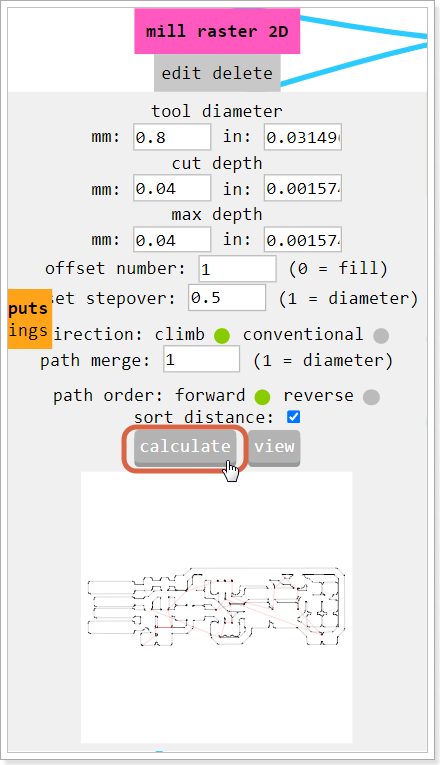 mill raster 2D
edit delete
tool diameter
mm: 0.8 in: 0.03149
cut depth
mm: 0.04 in: 0.00157
max depth
mm: 0.04 in: 0.00157
offset number: 1 (0 = fill)
puts
set stepover: 0.5 (1 = diameter)
ings
irection: climb conventional
path merge: 1 (1 = diameter)
path order: forward reverse
sort distance:
calculate view